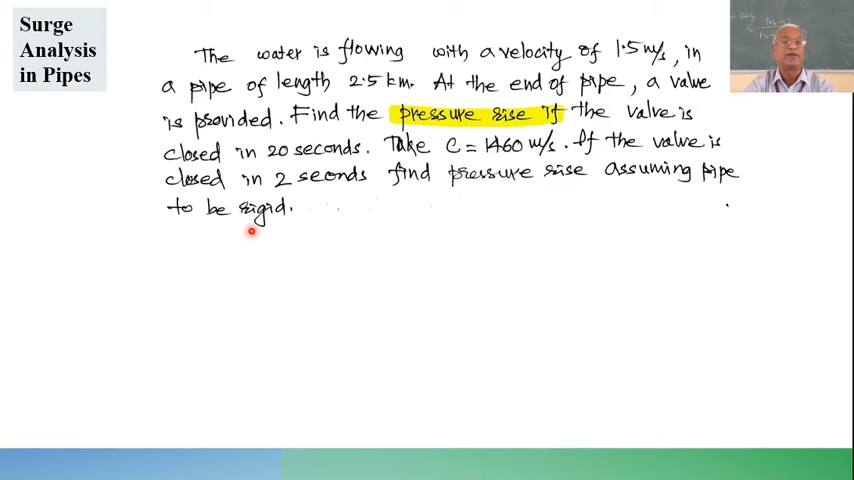 Surge
Analysis
in Pipes
The water is flowing with a velocity of 1.5 m/s, in
a pipe of length 2.5 km. At the end of pipe, a valve
is provided. Find the pressure rise if the valve is
closed in 20 seconds. Take C = 1460 m/s. If the valve is
closed in 2 seconds find pressure rise assuming pipe
to be rigid.